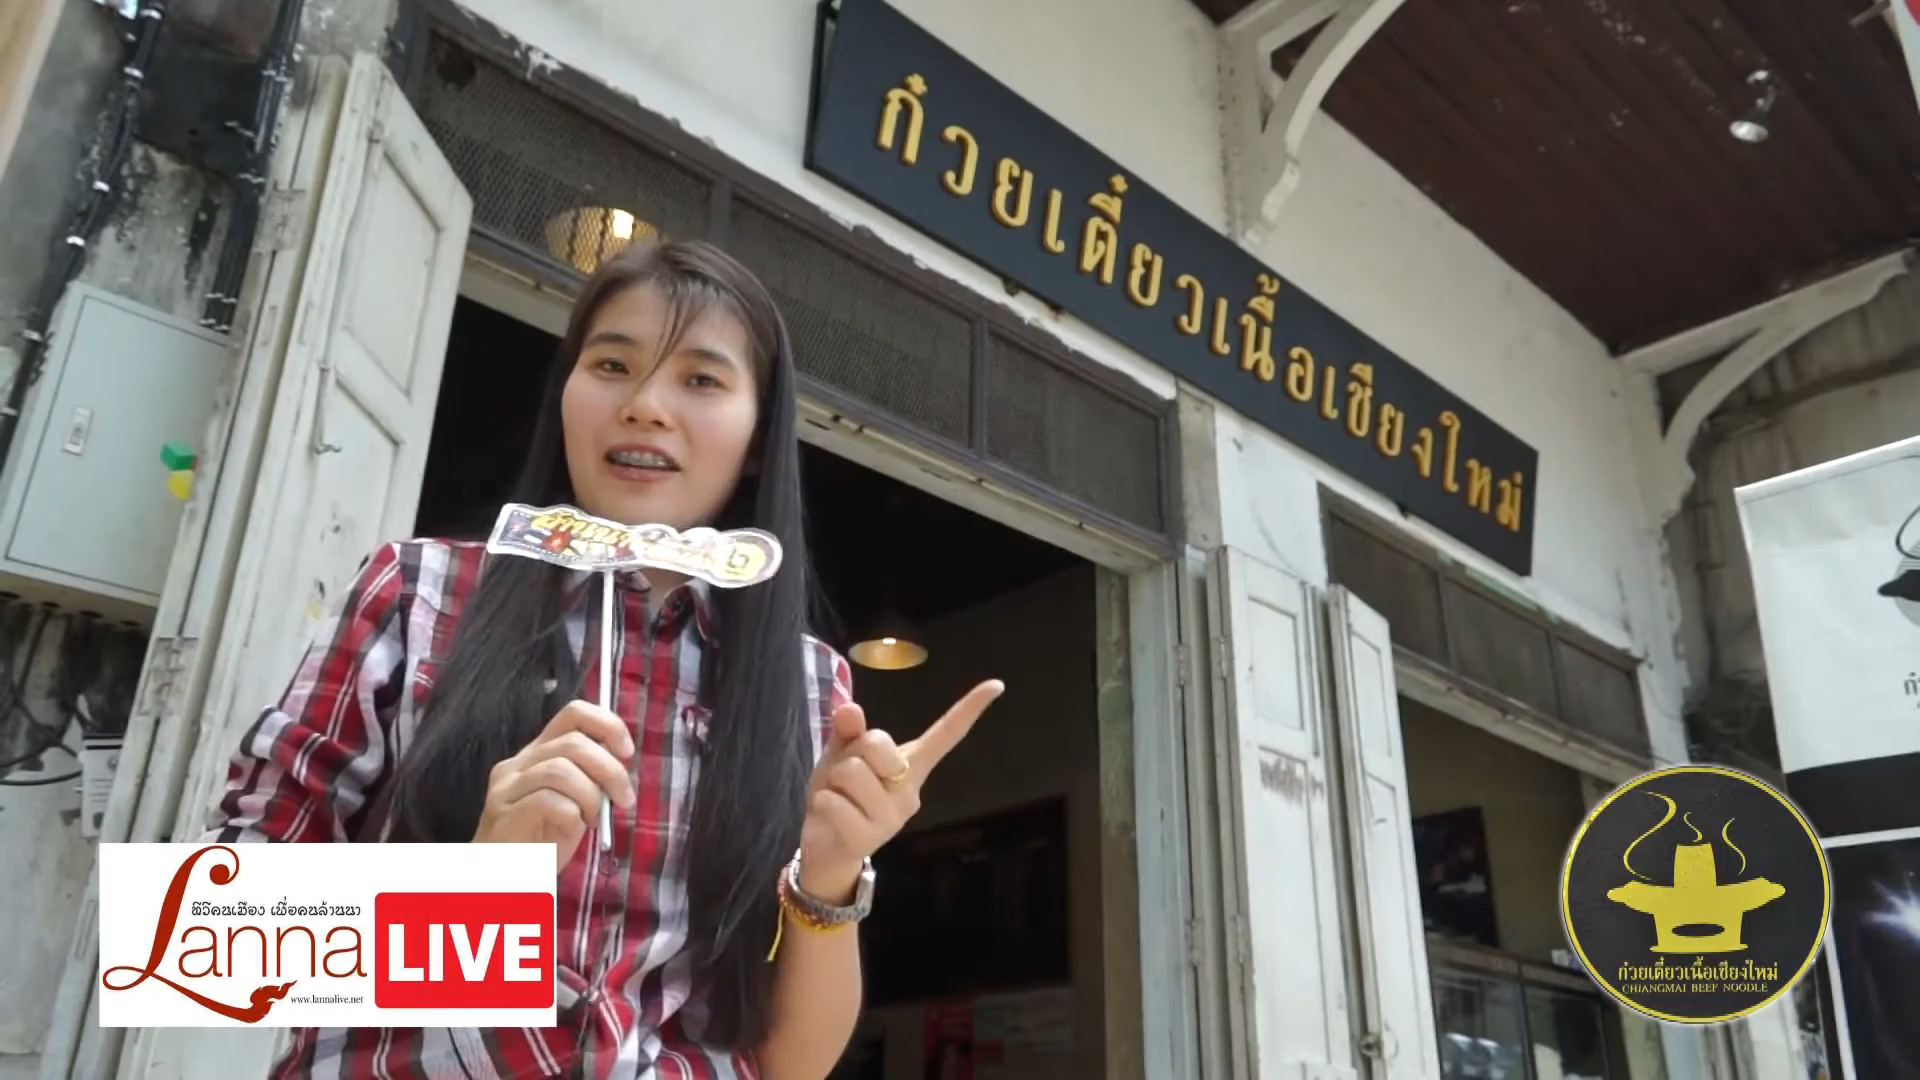 ก๋วยเตี๋ยวเนื้อเชียงใหม่
ทีวีคนเมือง เพื่อคนล้านนา
Lanna LIVE
www.lannalive.net
ก๋วยเตี๋ยวเนื้อเชียงใหม่
CHIANGMAI BEEF NOODLE